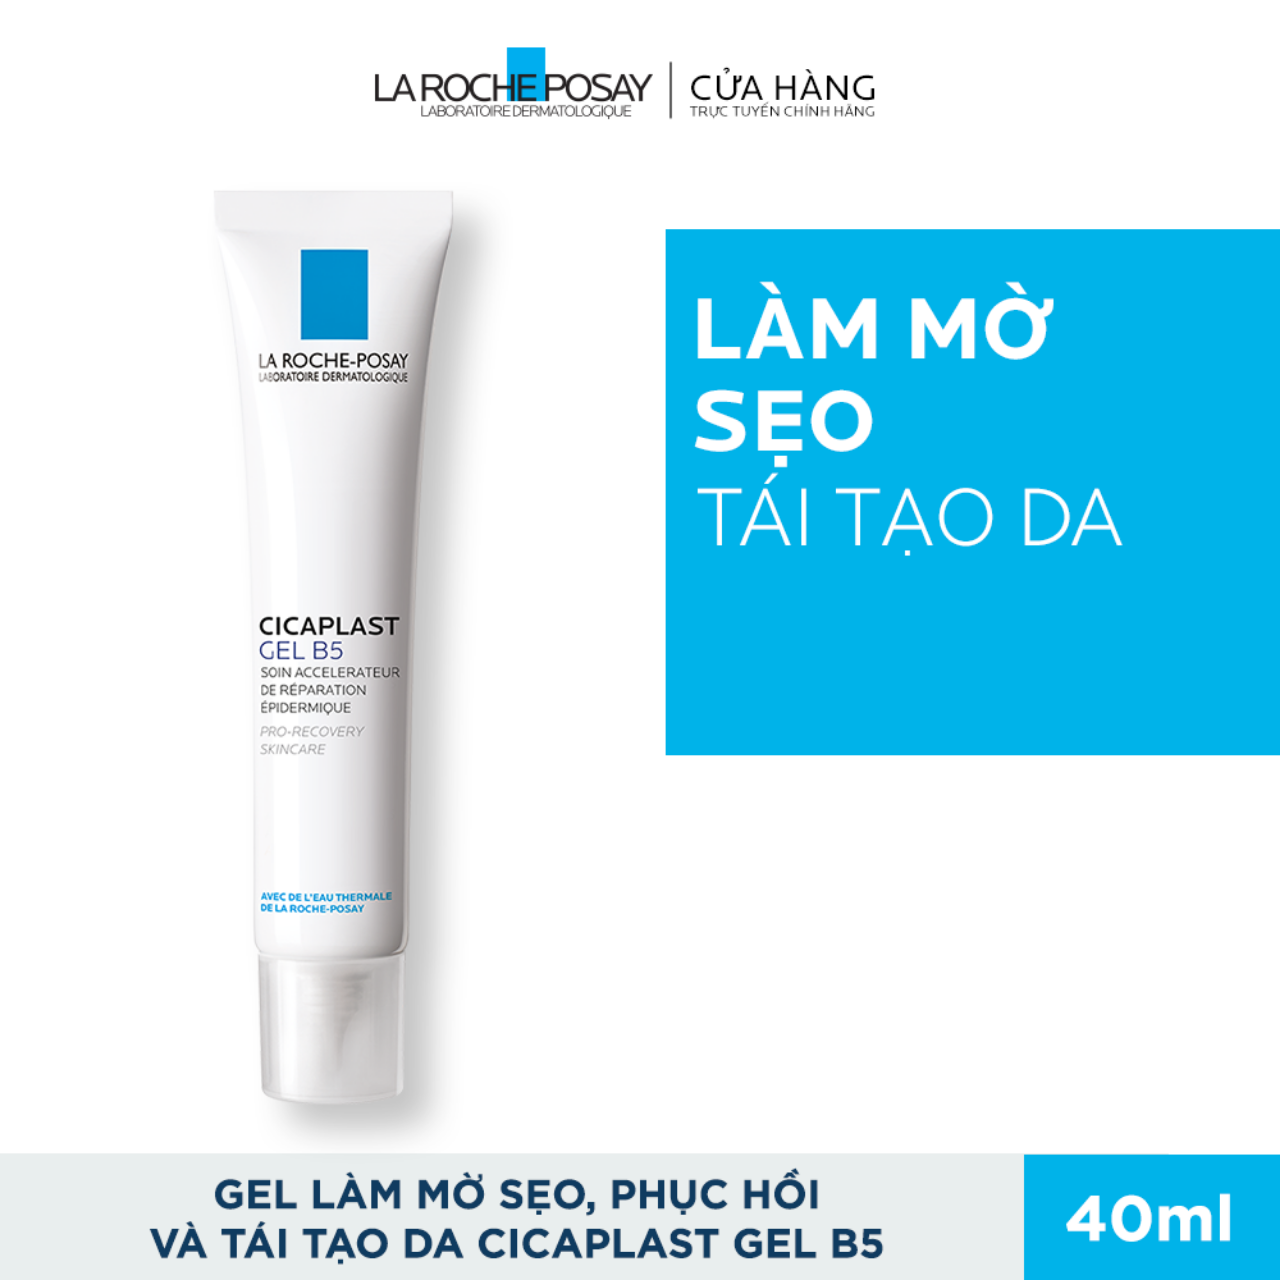 LA ROCHE POSAY
LABORATOIRE DERMATOLOGIQUE
CỬA HÀNG
TRỰC TUYẾN CHÍNH HÃNG
LA ROCHE-POSAY
LABORATOIRE DERMATOLOGIQUE
CICAPLAST
GEL B5
SOIN ACCELERATEUR
DE RÉPARATION
ÉPIDERMIQUE
PRO-RECOVERY
SKINCARE
AVEC DE L'EAU THERMALE
DE LA ROCHE-POSAY
LÀM MỜ
SẸO
TÁI TẠO DA
GEL LÀM MỜ SẸO, PHỤC HỒI
VÀ TÁI TẠO DA CICAPLAST GEL B5
40ml